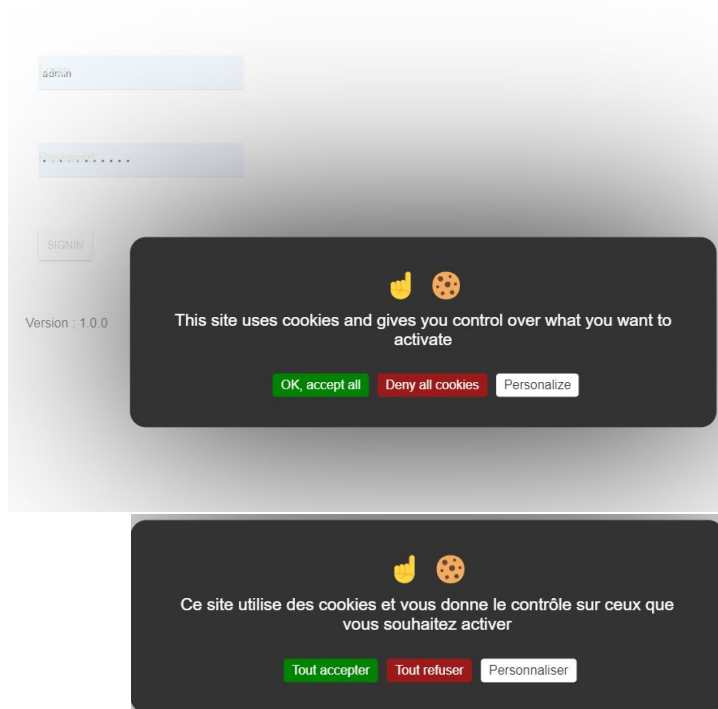 admin
• • • • • • • • • • •
SIGNIN
Version : 1.0.0
This site uses cookies and gives you control over what you want to
activate
OK, accept all Deny all cookies Personalize
Ce site utilise des cookies et vous donne le contrôle sur ceux que
vous souhaitez activer
Tout accepter Tout refuser Personnaliser